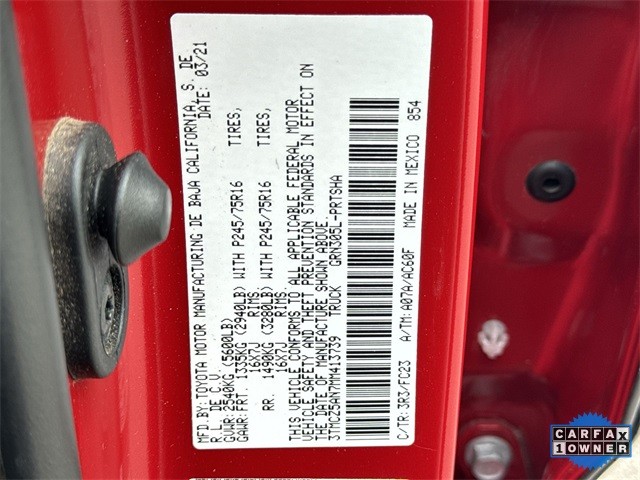 MFD.BY:TOYOTA MOTOR MANUFACTURING DE BAJA CALIFORNIA, S. DE
R.L. DE C.V. DATE: 03/21
GVWR:2540KG (5600LB)
GAWR:FRT. 1335KG (2940LB) WITH P245/75R16 TIRES,
16X7J RIMS.
RR. 1490KG (3280LB) WITH P245/75R16 TIRES,
16X7J RIMS.
THIS VEHICLE CONFORMS TO ALL APPLICABLE FEDERAL MOTOR
VEHICLE SAFETY AND THEFT PREVENTION STANDARDS IN EFFECT ON
THE DATE OF MANUFACTURE SHOWN ABOVE.
3TMCZ5AN7MM413739 TRUCK GRN305L-PRTSHA
C/TR:3R3/FC23 A/TM:A07A/AC60F MADE IN MEXICO 854
CARFAX
1OWNER